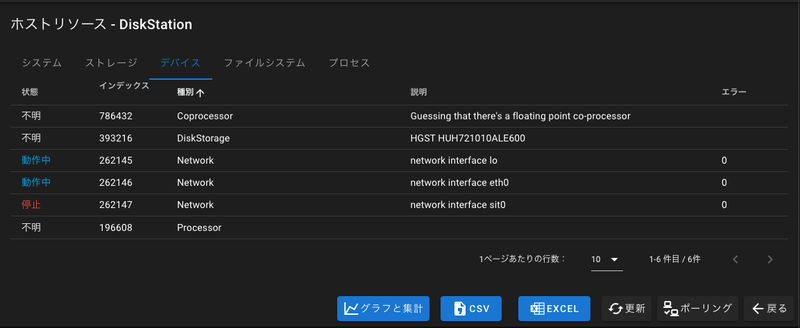 ホストリソース - DiskStation
システム ストレージ デバイス ファイルシステム プロセス
状態 インデックス 種別 説明 エラー
不明 786432 Coprocessor Guessing that there's a floating point co-processor
不明 393216 DiskStorage HGST HUH721010ALE600
動作中 262145 Network network interface lo 0
動作中 262146 Network network interface eth0 0
停止 262147 Network network interface sit0 0
不明 196608 Processor
1ページあたりの行数： 10 1-6 件目 / 6件
グラフと集計 CSV EXCEL 更新 ポーリング 戻る